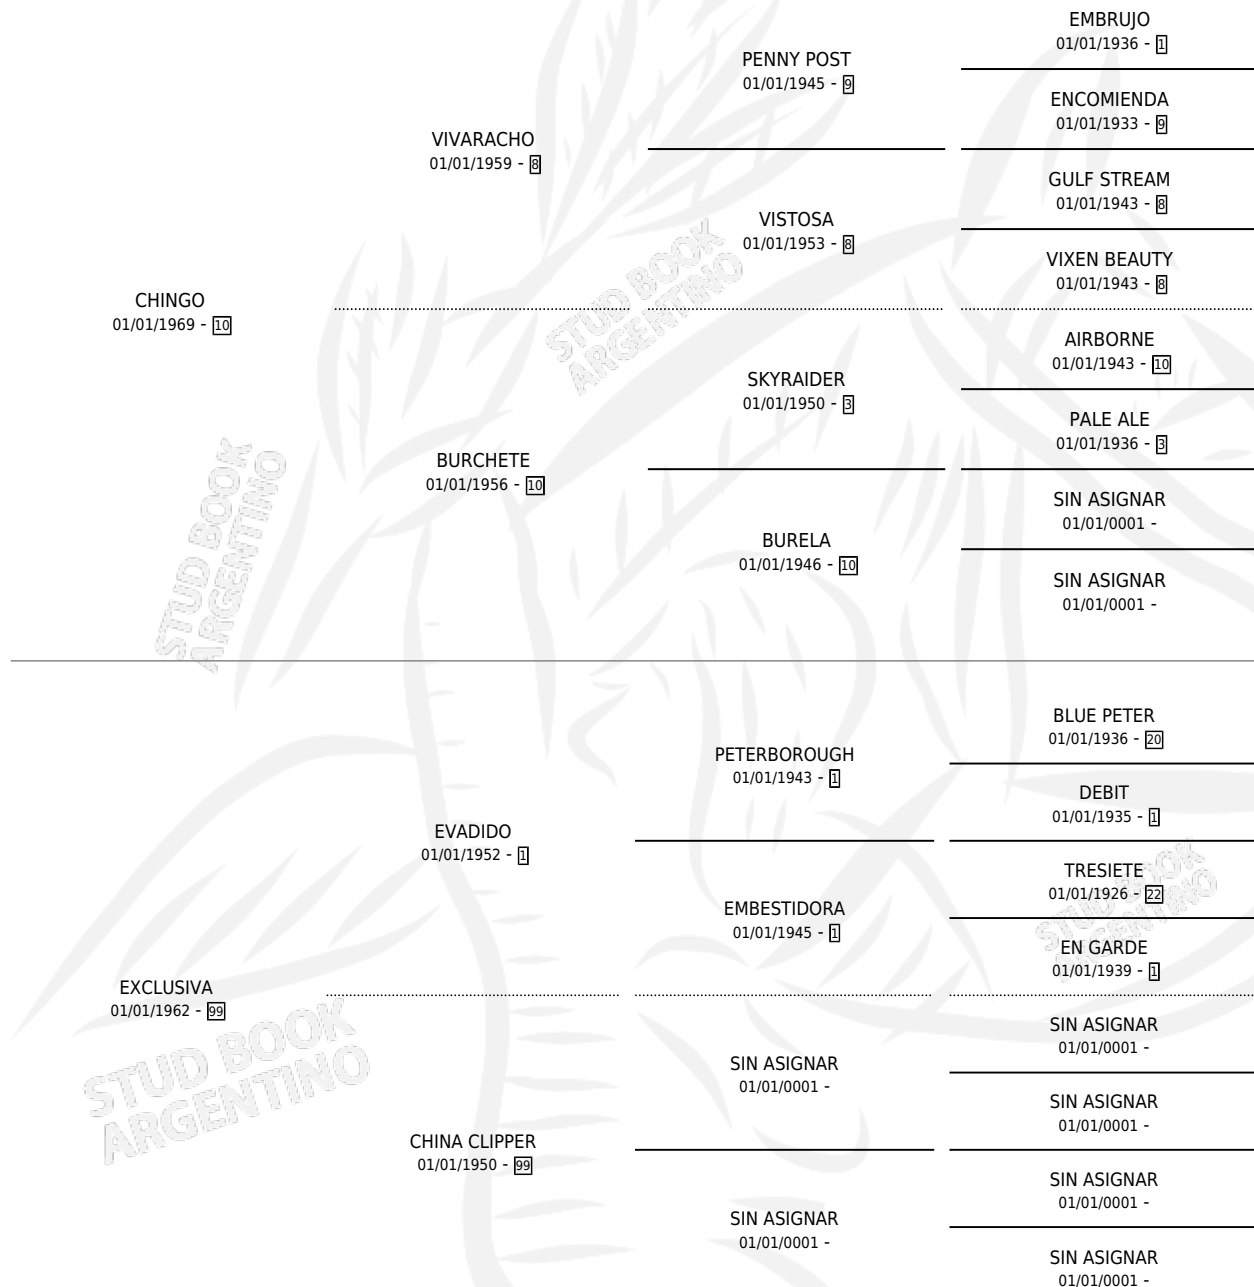 EMBRUJO
01/01/1936 - 1
PENNY POST
01/01/1945 - 9
ENCOMIENDA
01/01/1933 - 9
VIVARACHO
01/01/1959 - 8
GULF STREAM
01/01/1943 - 8
VISTOSA
01/01/1953 - 8
VIXEN BEAUTY
01/01/1943 - 8
CHINGO
01/01/1969 - 10
AIRBORNE
01/01/1943 - 10
SKYRAIDER
01/01/1950 - 3
PALE ALE
01/01/1936 - 3
BURCHETE
01/01/1956 - 10
SIN ASIGNAR
01/01/0001 -
BURELA
01/01/1946 - 10
SIN ASIGNAR
01/01/0001 -
BLUE PETER
01/01/1936 - 20
PETERBOROUGH
01/01/1943 - 1
DEBIT
01/01/1935 - 1
EVADIDO
01/01/1952 - 1
TRESIETE
01/01/1926 - 22
EMBESTIDORA
01/01/1945 - 1
EN GARDE
01/01/1939 - 1
EXCLUSIVA
01/01/1962 - 99
SIN ASIGNAR
01/01/0001 -
SIN ASIGNAR
01/01/0001 -
SIN ASIGNAR
01/01/0001 -
CHINA CLIPPER
01/01/1950 - 99
SIN ASIGNAR
01/01/0001 -
SIN ASIGNAR
01/01/0001 -
SIN ASIGNAR
01/01/0001 -
STUD BOOK
ARGENTINO
STUD BOOK
ARGENTINO
STUD BOOK
ARGENTINO
STUD BOOK
ARGENTINO